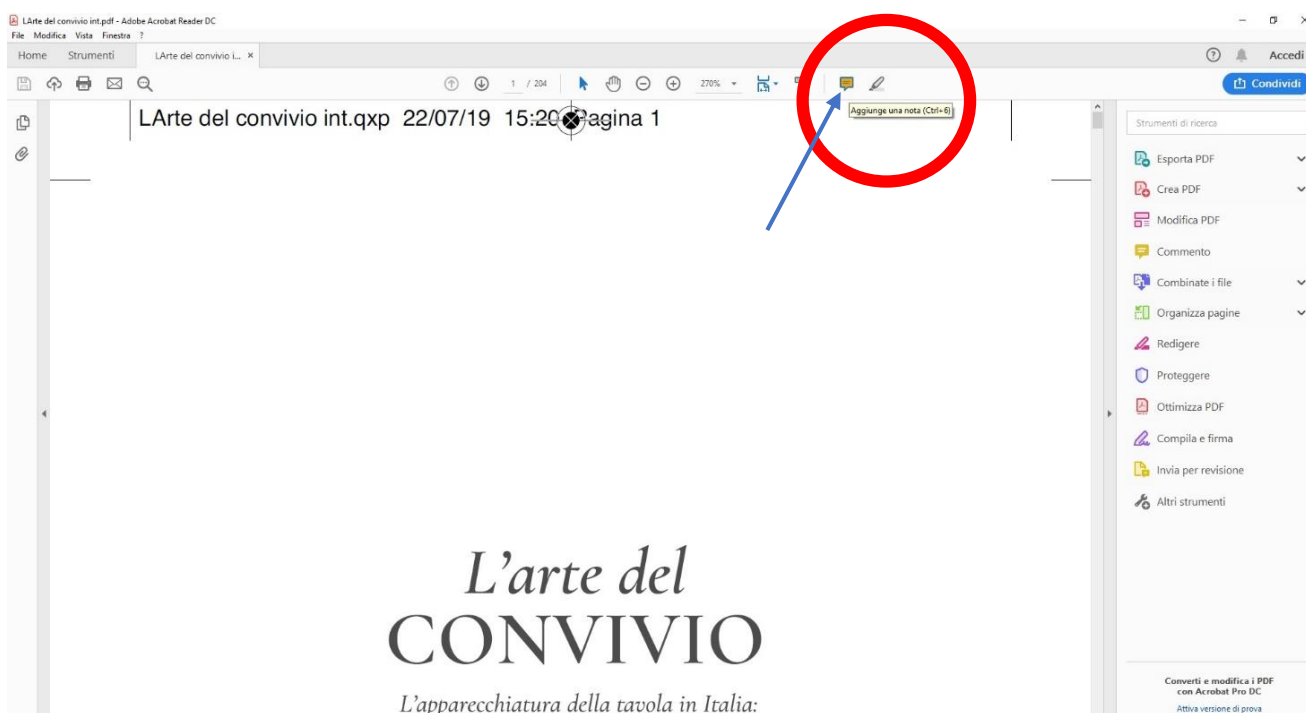 LArte del convivio int.pdf - Adobe Acrobat Reader DC
File Modifica Vista Finestra ?
Home Strumenti LArte del convivio i... × ? Accedi
1 / 204 270% Condividi
Aggiunge una nota (Ctrl+6)
LArte del convivio int.qxp 22/07/19 15:20 Pagina 1
Strumenti di ricerca
Esporta PDF
Crea PDF
Modifica PDF
Commento
Combinate i file
Organizza pagine
Redigere
Proteggere
Ottimizza PDF
Compila e firma
Invia per revisione
Altri strumenti
L'arte del
CONVIVIO
L'apparecchiatura della tavola in Italia:
Converti e modifica i PDF
con Acrobat Pro DC
Attiva versione di prova